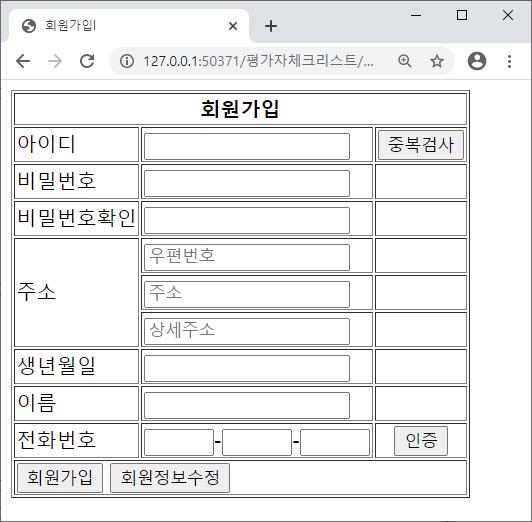 회원가입
127.0.0.1:50371/평가자체크리스트/...
회원가입
아이디 중복검사
비밀번호
비밀번호확인
우편번호
주소 주소
상세주소
생년월일
이름
전화번호 - - 인증
회원가입 회원정보수정